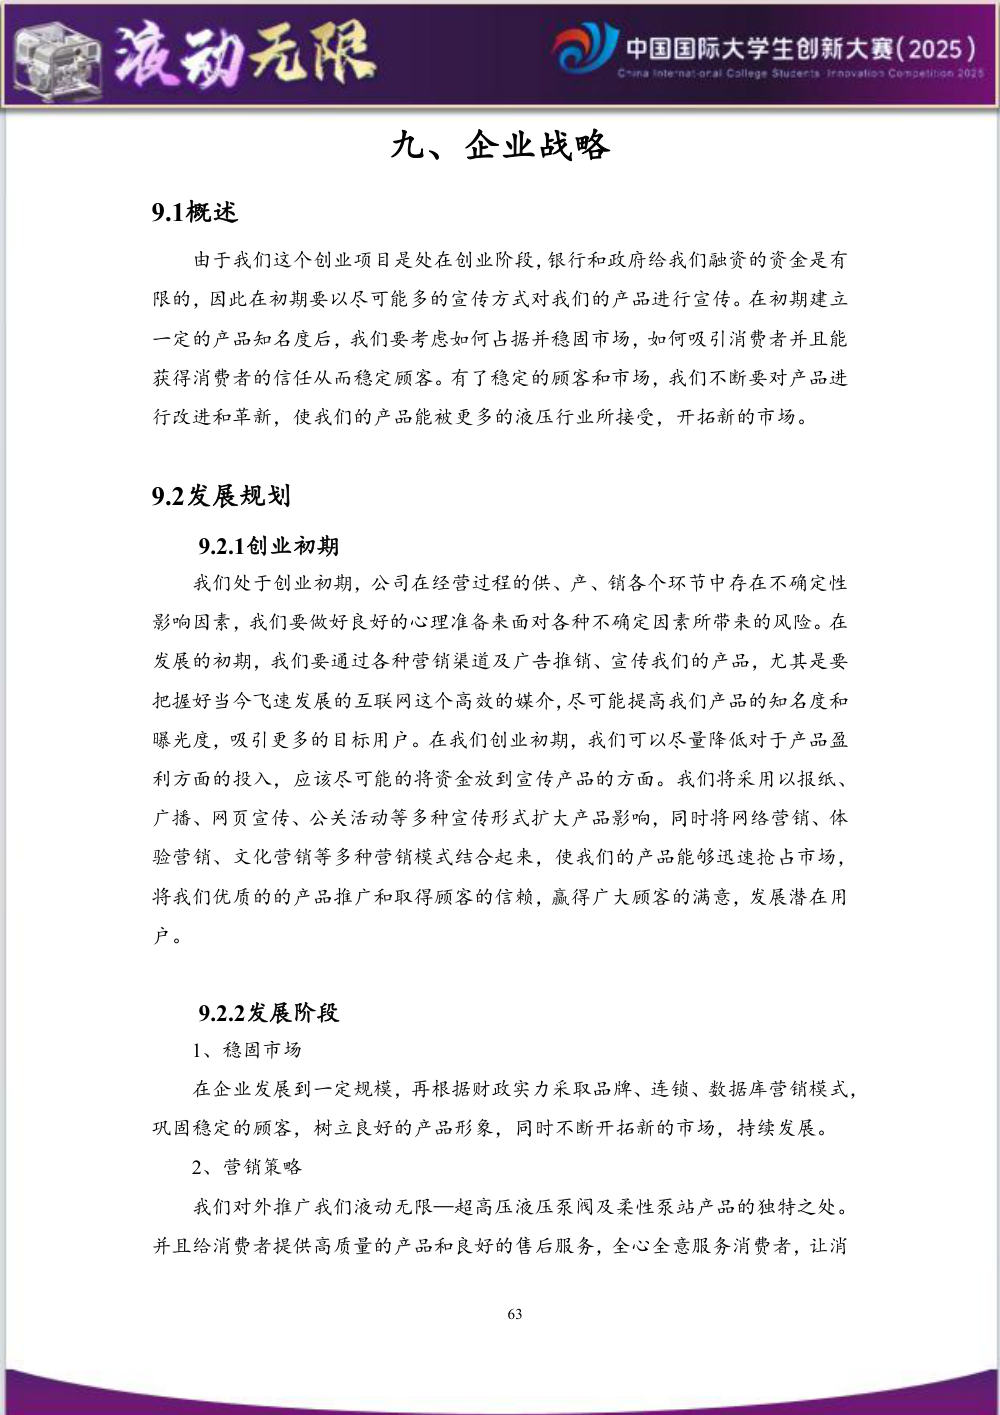 液动无限
中国国际大学生创新大赛(2025)
China International College Students' Innovation Competition 2025
九、企业战略
9.1概述
由于我们这个创业项目是处在创业阶段,银行和政府给我们融资的资金是有
限的，因此在初期要以尽可能多的宣传方式对我们的产品进行宣传。在初期建立
一定的产品知名度后，我们要考虑如何占据并稳固市场，如何吸引消费者并且能
获得消费者的信任从而稳定顾客。有了稳定的顾客和市场，我们不断要对产品进
行改进和革新，使我们的产品能被更多的液压行业所接受，开拓新的市场。
9.2发展规划
9.2.1创业初期
我们处于创业初期，公司在经营过程的供、产、销各个环节中存在不确定性
影响因素，我们要做好良好的心理准备来面对各种不确定因素所带来的风险。在
发展的初期，我们要通过各种营销渠道及广告推销、宣传我们的产品，尤其是要
把握好当今飞速发展的互联网这个高效的媒介,尽可能提高我们产品的知名度和
曝光度，吸引更多的目标用户。在我们创业初期，我们可以尽量降低对于产品盈
利方面的投入，应该尽可能的将资金放到宣传产品的方面。我们将采用以报纸、
广播、网页宣传、公关活动等多种宣传形式扩大产品影响，同时将网络营销、体
验营销、文化营销等多种营销模式结合起来，使我们的产品能够迅速抢占市场，
将我们优质的的产品推广和取得顾客的信赖，赢得广大顾客的满意，发展潜在用
户。
9.2.2发展阶段
1、稳固市场
在企业发展到一定规模，再根据财政实力采取品牌、连锁、数据库营销模式，
巩固稳定的顾客，树立良好的产品形象，同时不断开拓新的市场，持续发展。
2、营销策略
我们对外推广我们液动无限—超高压液压泵阀及柔性泵站产品的独特之处。
并且给消费者提供高质量的产品和良好的售后服务，全心全意服务消费者，让消
63